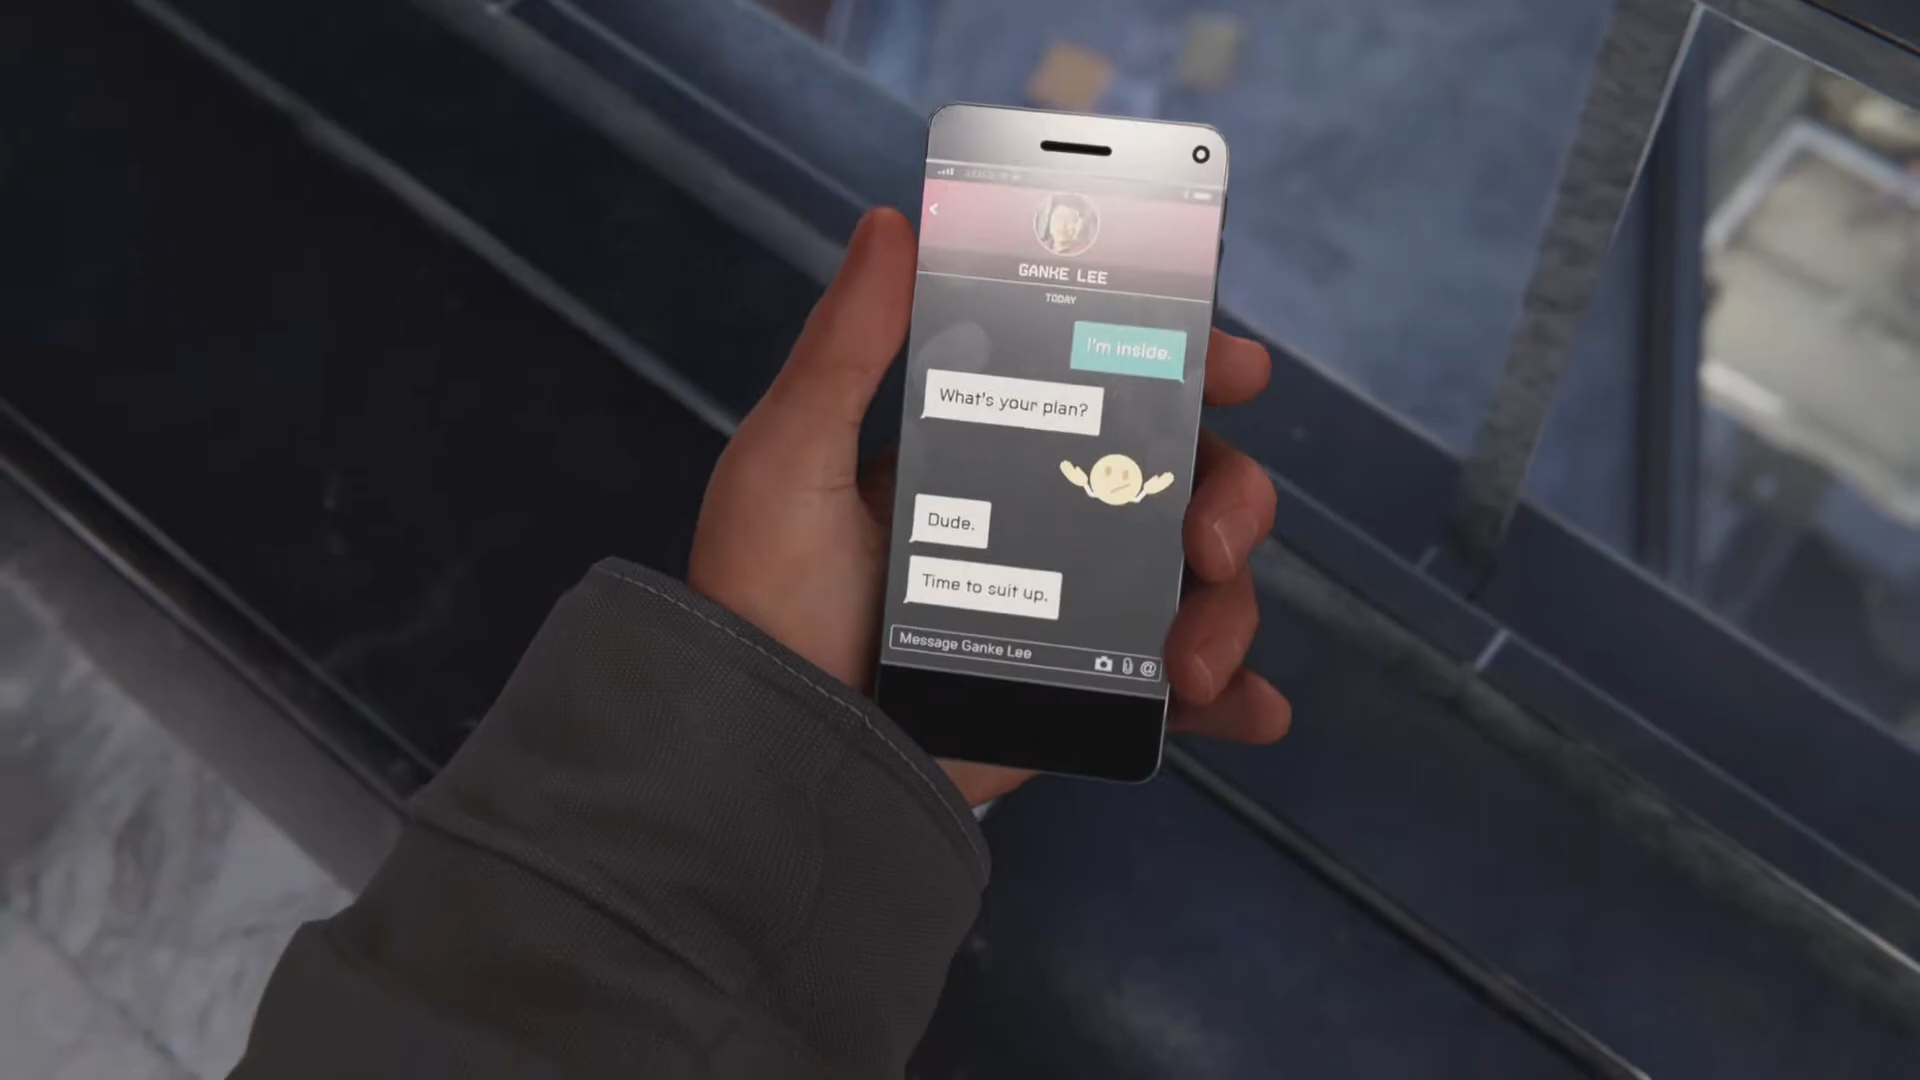 GANKE LEE
TODAY
I'm inside.
What's your plan?
Dude.
Time to suit up.
Message Ganke Lee